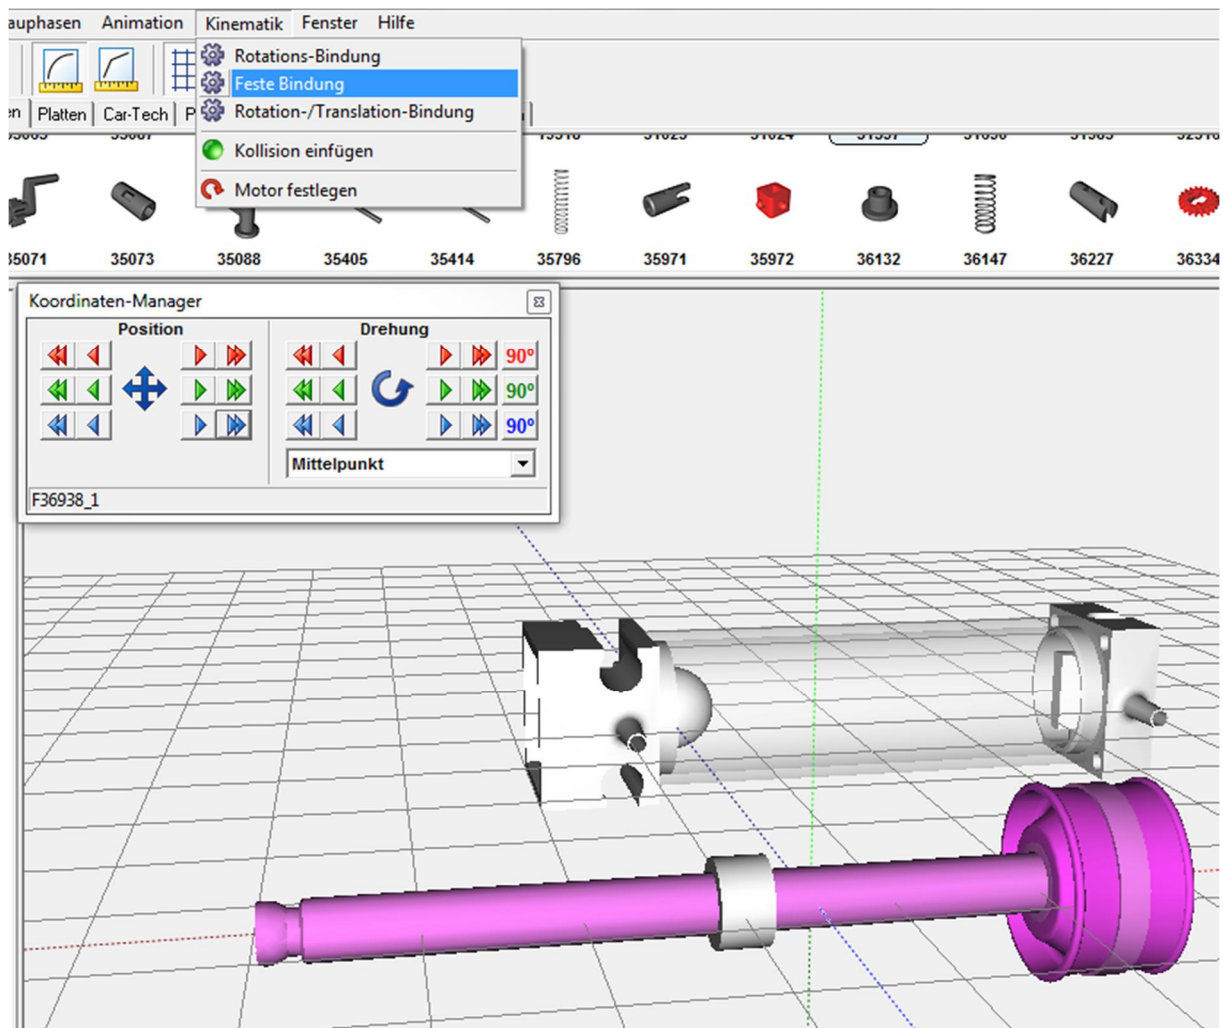 auphasen Animation Kinematik Fenster Hilfe
Rotations-Bindung
Feste Bindung
Rotation-/Translation-Bindung
Kollision einfügen
Motor festlegen
en Platten Car-Tech P
35071 35073 35088 35405 35414 35796 35971 35972 36132 36147 36227 36334
Koordinaten-Manager
Position Drehung
90°
90°
90°
Mittelpunkt
F36938_1